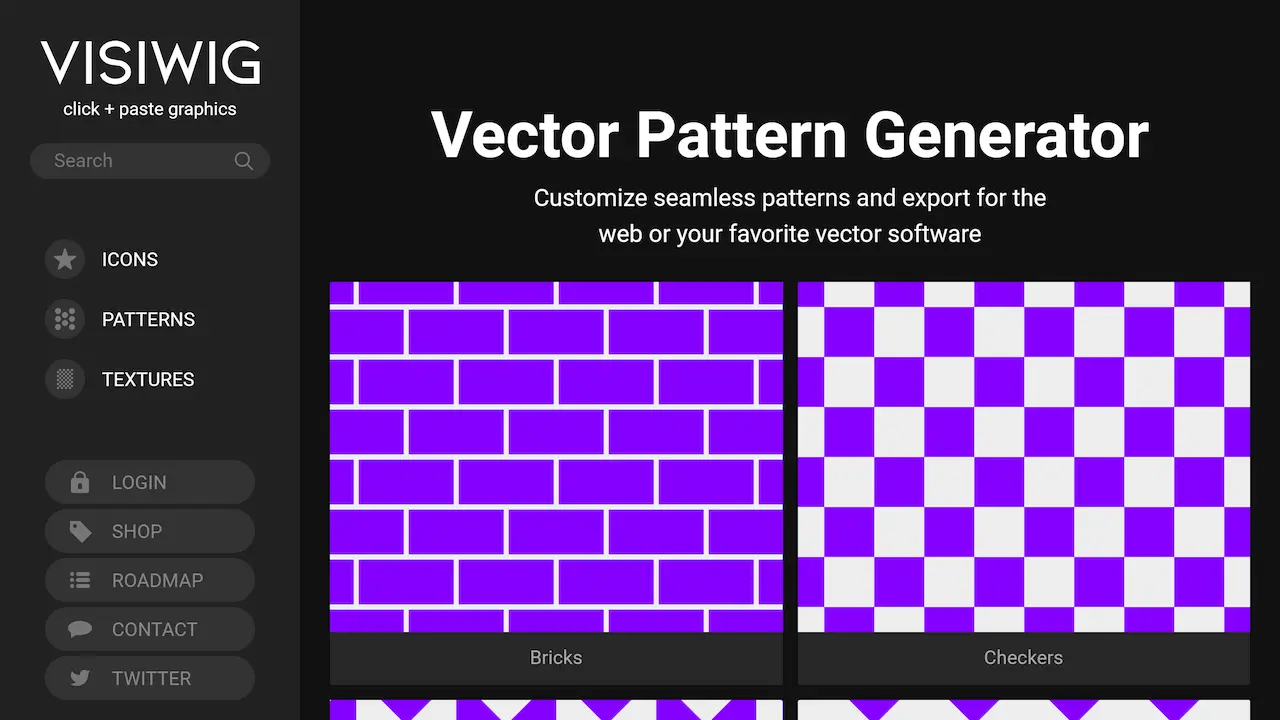 VISIWIG
click + paste graphics
Search
ICONS
PATTERNS
TEXTURES
LOGIN
SHOP
ROADMAP
CONTACT
TWITTER
Vector Pattern Generator
Customize seamless patterns and export for the
web or your favorite vector software
Bricks
Checkers